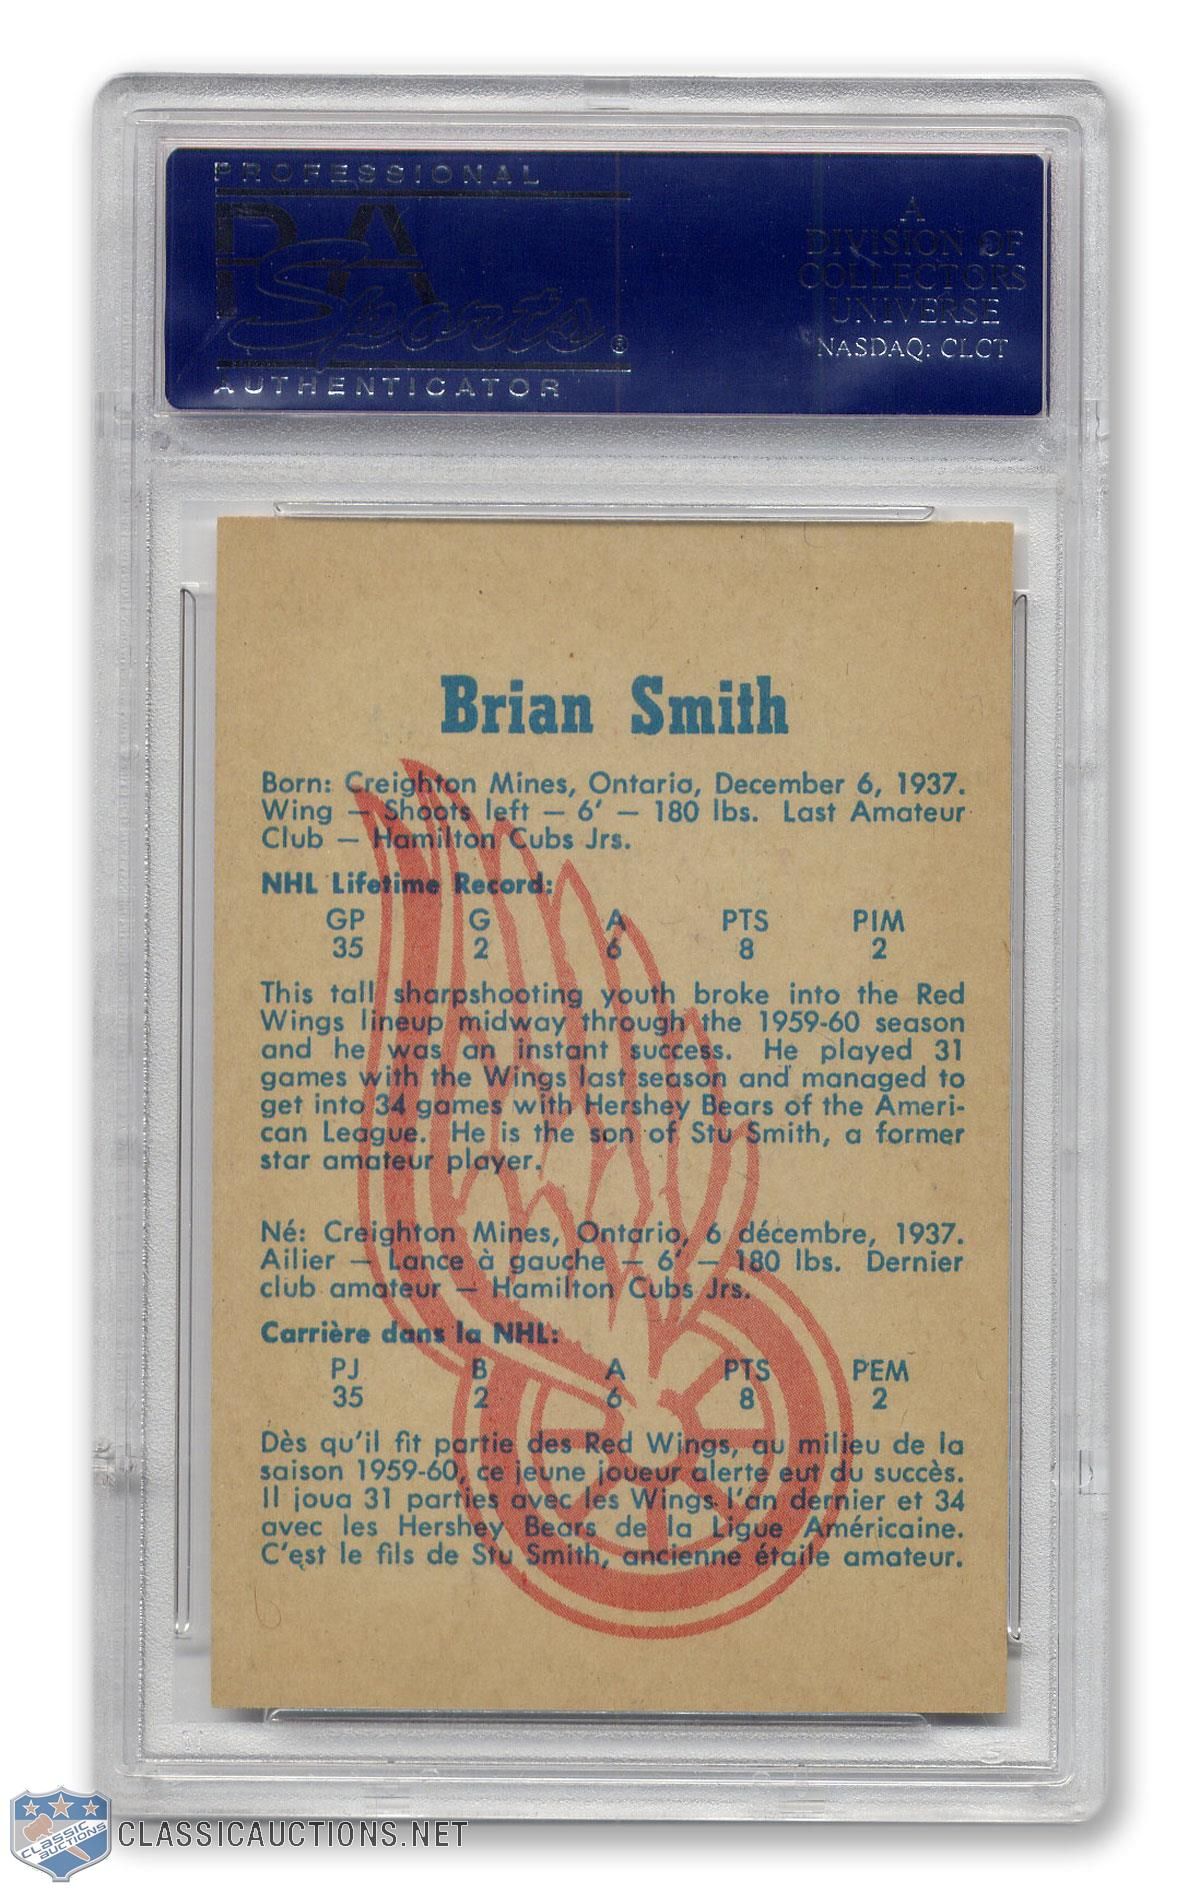 PROFESSIONAL
PSA
Sports®
AUTHENTICATOR
A
DIVISION OF
COLLECTORS
UNIVERSE
NASDAQ: CLCT
Brian Smith
Born: Creighton Mines, Ontario, December 6, 1937.
Wing — Shoots left — 6' — 180 lbs. Last Amateur
Club — Hamilton Cubs Jrs.
NHL Lifetime Record:
GP G A PTS PIM
35 2 6 8 2
This tall sharpshooting youth broke into the Red
Wings lineup midway through the 1959-60 season
and he was an instant success. He played 31
games with the Wings last season and managed to
get into 34 games with Hershey Bears of the Ameri-
can League. He is the son of Stu Smith, a former
star amateur player.
Né: Creighton Mines, Ontario, 6 décembre, 1937.
Ailier — Lance à gauche — 6' — 180 lbs. Dernier
club amateur — Hamilton Cubs Jrs.
Carrière dans la NHL:
PJ B A PTS PEM
35 2 6 8 2
Dès qu'il fit partie des Red Wings, au milieu de la
saison 1959-60, ce jeune joueur alerte eut du succès.
Il joua 31 parties avec les Wings l'an dernier et 34
avec les Hershey Bears de la Ligue Américaine.
C'est le fils de Stu Smith, ancienne étaile amateur.
CLASSIC
AUCTIONS
CLASSICAUCTIONS.NET